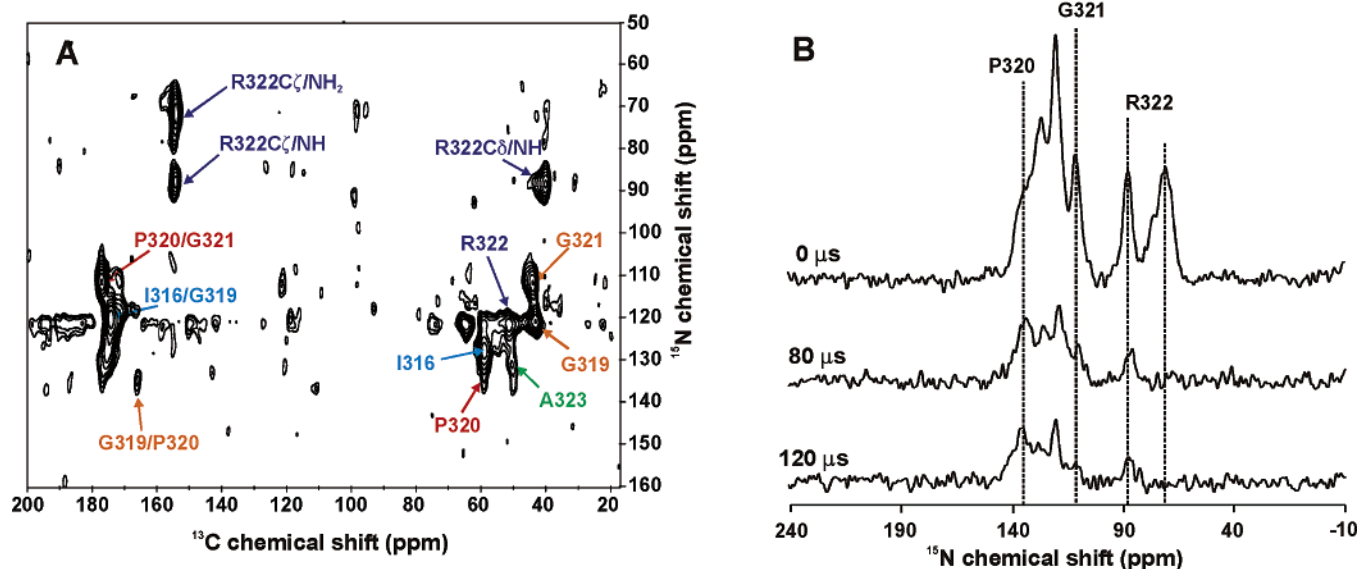 A
R322Cζ/NH₂
R322Cζ/NH
R322Cδ/NH
P320/G321
I316/G319
R322
G321
I316
G319
A323
P320
G319/P320
50
60
70
80
90
100
110
120
130
140
150
160
¹⁵N chemical shift (ppm)
200 180 160 140 120 100 80 60 40 20
¹³C chemical shift (ppm)
B
G321
P320
R322
0 μs
80 μs
120 μs
240 190 140 90 40 -10
¹⁵N chemical shift (ppm)